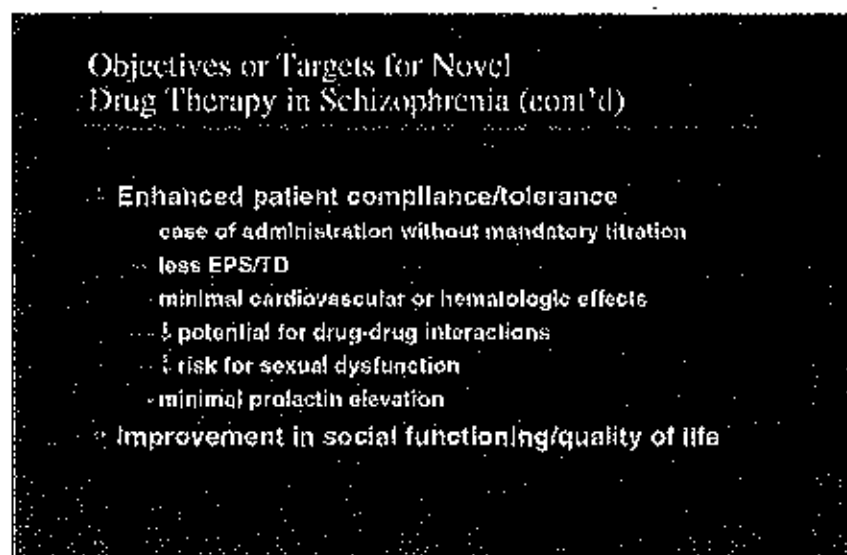 Objectives or Targets for Novel
Drug Therapy in Schizophrenia (cont'd)
Enhanced patient compliance/tolerance
ease of administration without mandatory titration
less EPS/TD
minimal cardiovascular or hematologic effects
↓ potential for drug-drug interactions
↓ risk for sexual dysfunction
minimal prolactin elevation
Improvement in social functioning/quality of life